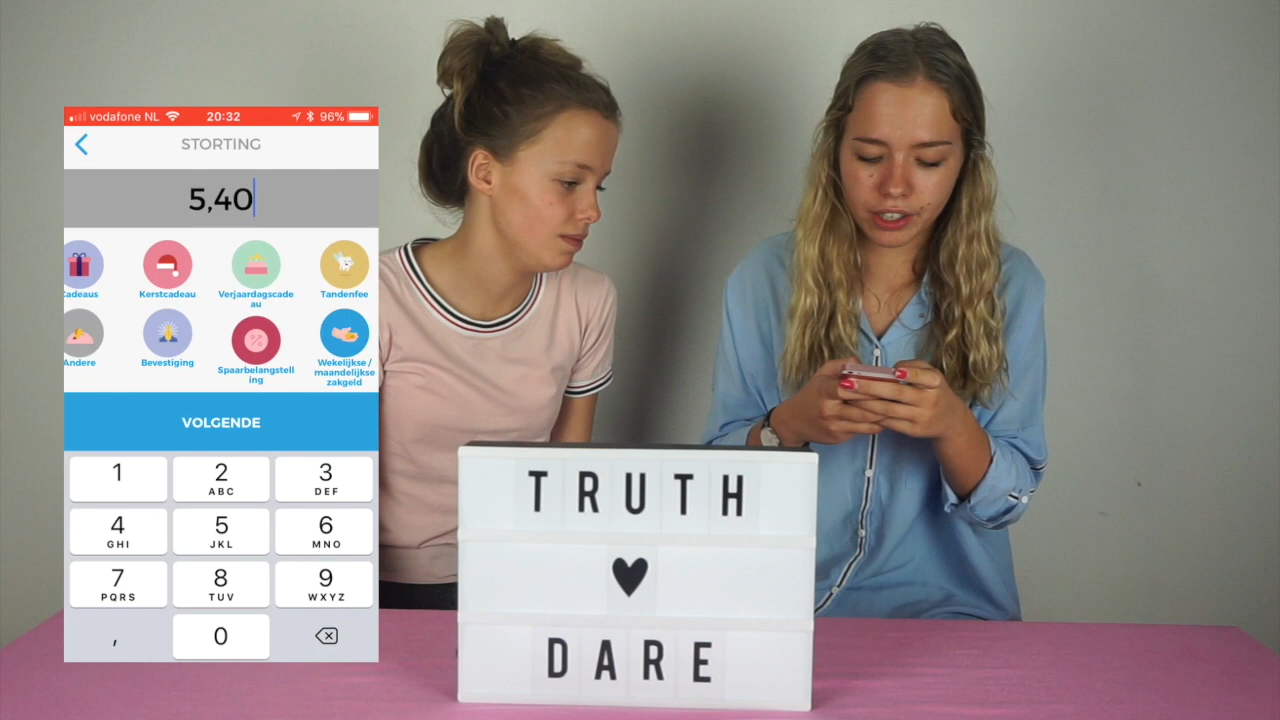 vodafone NL 20:32 96%
STORTING
5,40
Cadeaus Kerstcadeau Verjaardagscade Tandenfee
au
Andere Bevestiging Spaarbelangstell Wekelijkse /
ing maandelijkse
zakgeld
VOLGENDE
1 2 3
ABC DEF
4 5 6
GHI JKL MNO
7 8 9
PQRS TUV WXYZ
, 0
TRUTH
♥
DARE